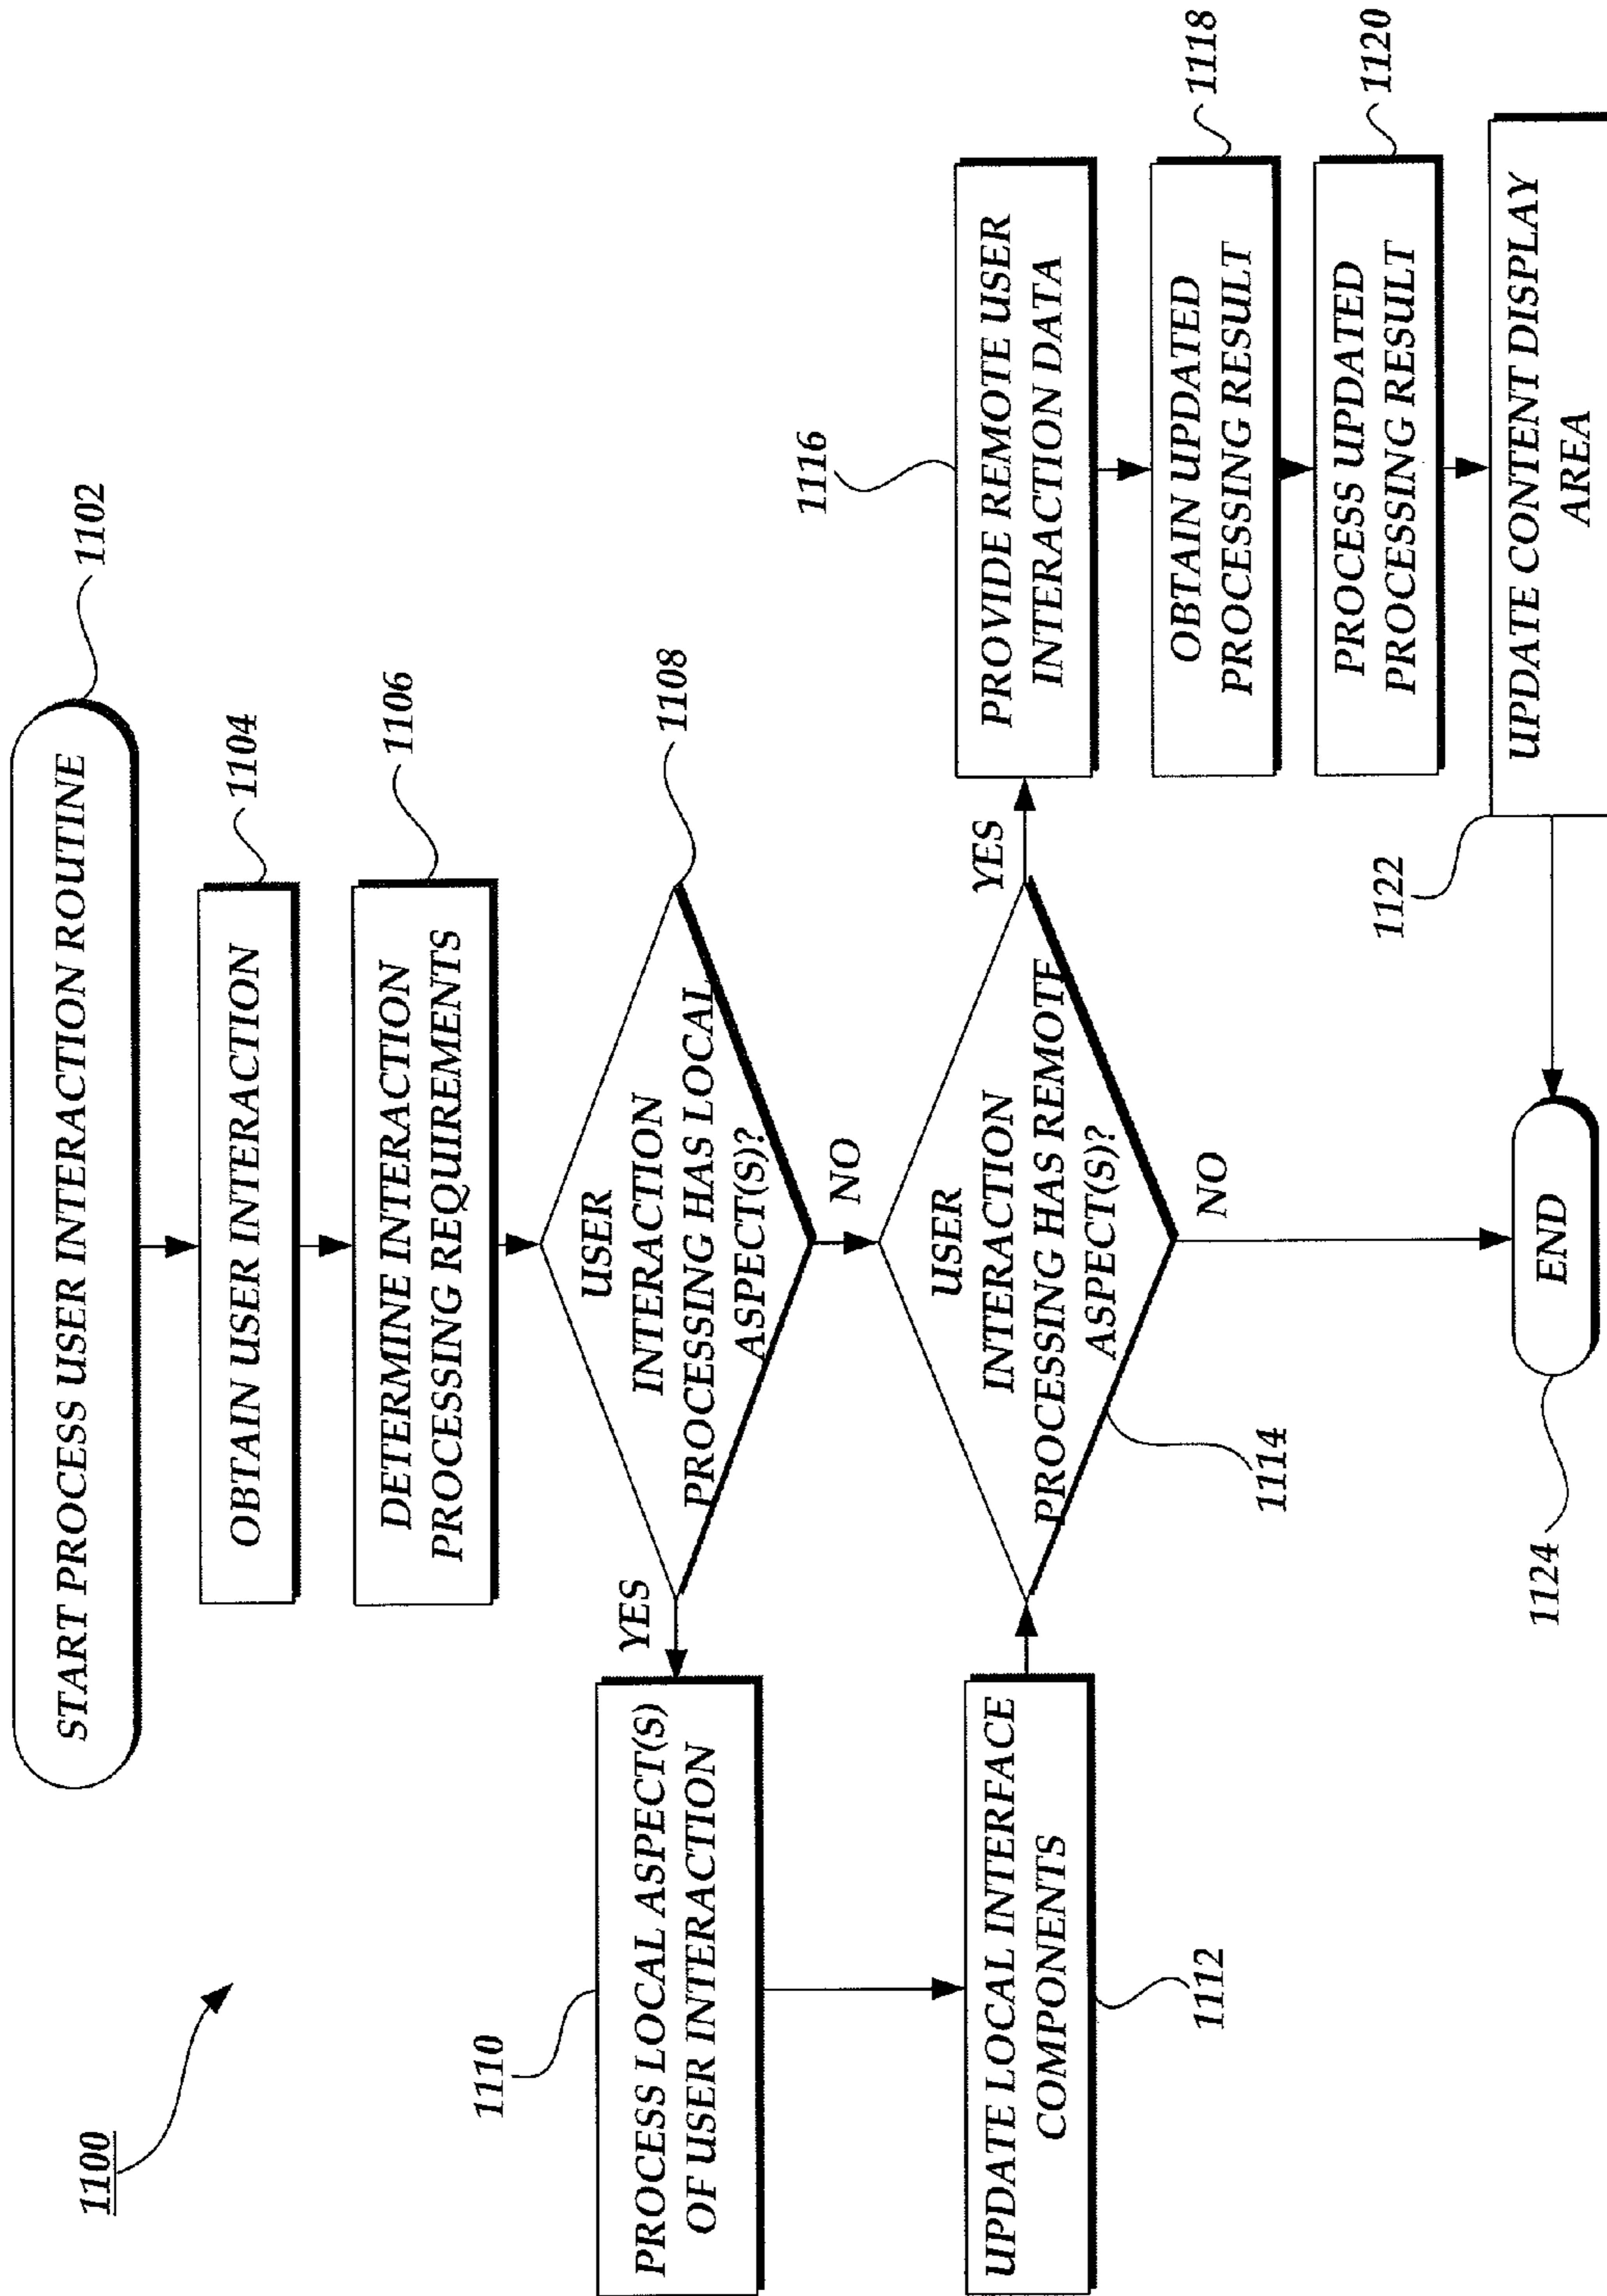 1100
START PROCESS USER INTERACTION ROUTINE
1102
OBTAIN USER INTERACTION
1104
DETERMINE INTERACTION
PROCESSING REQUIREMENTS
1106
USER
INTERACTION
PROCESSING HAS LOCAL
ASPECT(S)?
1108
YES
NO
1110
PROCESS LOCAL ASPECT(S)
OF USER INTERACTION
UPDATE LOCAL INTERFACE
COMPONENTS
1112
USER
INTERACTION
PROCESSING HAS REMOTE
ASPECT(S)?
1114
YES
NO
1116
PROVIDE REMOTE USER
INTERACTION DATA
OBTAIN UPDATED
PROCESSING RESULT
1118
PROCESS UPDATED
PROCESSING RESULT
1120
UPDATE CONTENT DISPLAY
AREA
1122
END
1124